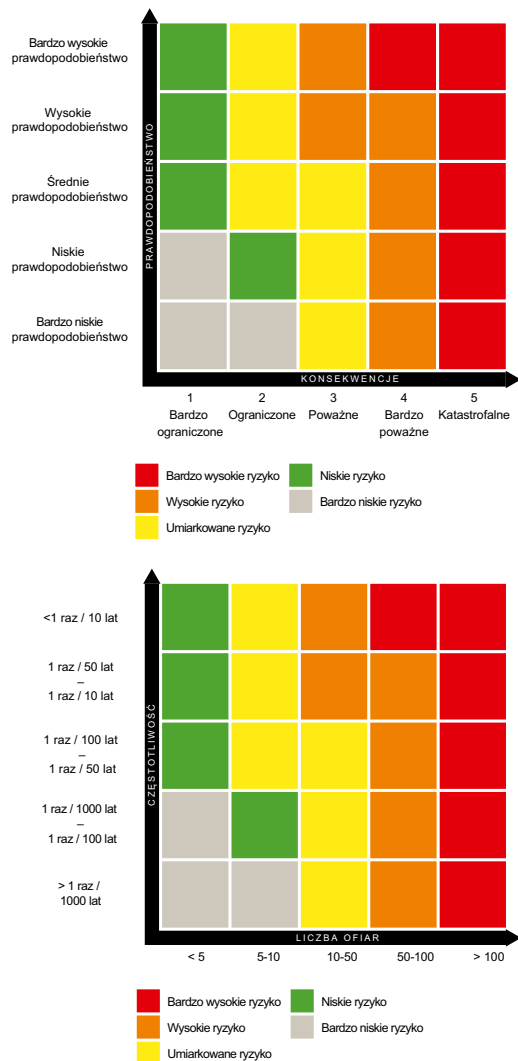 Bardzo wysokie
prawdopodobieństwo
Wysokie
prawdopodobieństwo
Średnie
prawdopodobieństwo
Niskie
prawdopodobieństwo
Bardzo niskie
prawdopodobieństwo
PRAWDOPODOBIEŃSTWO
KONSEKWENCJE
1
Bardzo
ograniczone
2
Ograniczone
3
Poważne
4
Bardzo
poważne
5
Katastrofalne
Bardzo wysokie ryzyko
Niskie ryzyko
Wysokie ryzyko
Bardzo niskie ryzyko
Umiarkowane ryzyko
<1 raz / 10 lat
1 raz / 50 lat
–
1 raz / 10 lat
1 raz / 100 lat
–
1 raz / 50 lat
1 raz / 1000 lat
–
1 raz / 100 lat
> 1 raz /
1000 lat
CZĘSTOTLIWOŚĆ
LICZBA OFIAR
< 5
5-10
10-50
50-100
> 100
Bardzo wysokie ryzyko
Niskie ryzyko
Wysokie ryzyko
Bardzo niskie ryzyko
Umiarkowane ryzyko